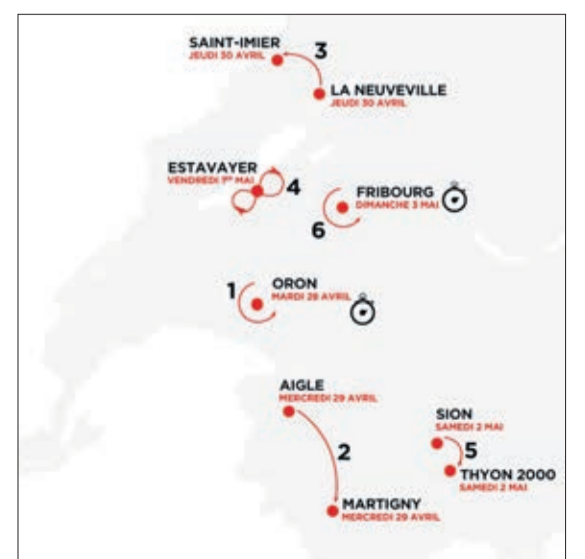 SAINT-IMIER
JEUDI 30 AVRIL
3
LA NEUVEVILLE
JEUDI 30 AVRIL
ESTAVAYER
VENDREDI 1er MAI
4
FRIBOURG
DIMANCHE 3 MAI
6
1
ORON
MARDI 28 AVRIL
AIGLE
MERCREDI 29 AVRIL
2
SION
SAMEDI 2 MAI
5
THYON 2000
SAMEDI 2 MAI
MARTIGNY
MERCREDI 29 AVRIL